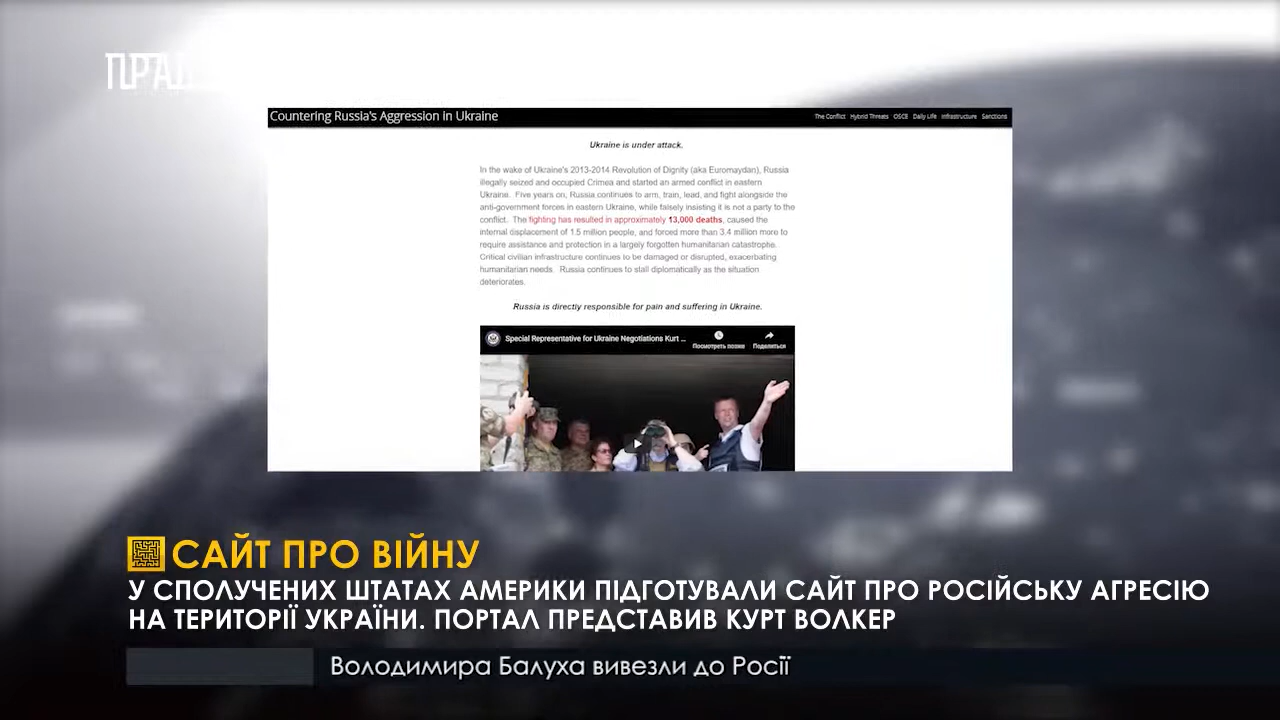 ПРАД
Countering Russia's Aggression in Ukraine
The Conflict Hybrid Threats OSCE Daily Life Infrastructure Sanctions
Ukraine is under attack.
In the wake of Ukraine's 2013-2014 Revolution of Dignity (aka Euromaydan), Russia
illegally seized and occupied Crimea and started an armed conflict in eastern
Ukraine. Five years on, Russia continues to arm, train, lead, and fight alongside the
anti-government forces in eastern Ukraine, while falsely insisting it is not a party to the
conflict. The fighting has resulted in approximately 13,000 deaths, caused the
internal displacement of 1.5 million people, and forced more than 3.4 million more to
require assistance and protection in a largely forgotten humanitarian catastrophe.
Critical civilian infrastructure continues to be damaged or disrupted, exacerbating
humanitarian needs. Russia continues to stall diplomatically as the situation
deteriorates.
Russia is directly responsible for pain and suffering in Ukraine.
Special Representative for Ukraine Negotiations Kurt ...
Посмотреть позже Поделиться
САЙТ ПРО ВІЙНУ
У СПОЛУЧЕНИХ ШТАТАХ АМЕРИКИ ПІДГОТУВАЛИ САЙТ ПРО РОСІЙСЬКУ АГРЕСІЮ
НА ТЕРИТОРІЇ УКРАЇНИ. ПОРТАЛ ПРЕДСТАВИВ КУРТ ВОЛКЕР
Володимира Балуха вивезли до Росії